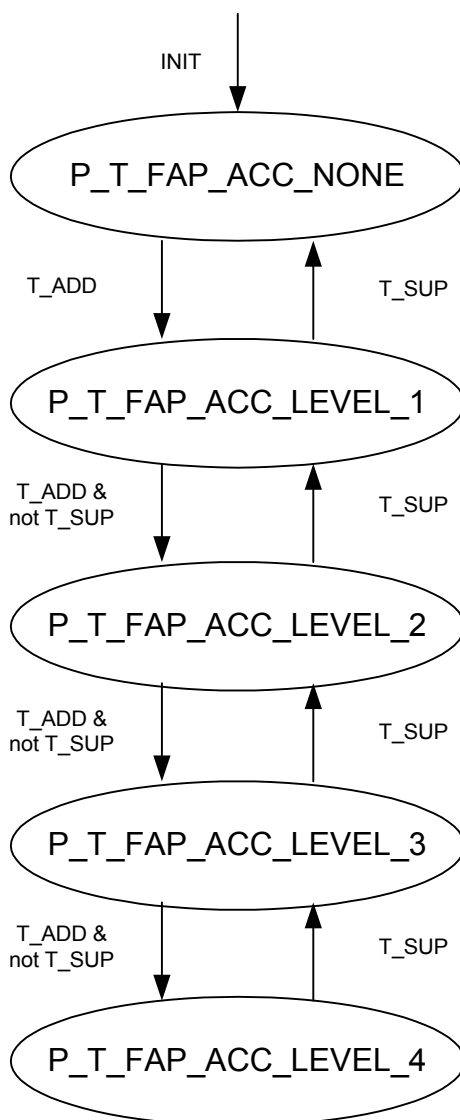 INIT
P_T_FAP_ACC_NONE
T_ADD
T_SUP
P_T_FAP_ACC_LEVEL_1
T_ADD &
not T_SUP
T_SUP
P_T_FAP_ACC_LEVEL_2
T_ADD &
not T_SUP
T_SUP
P_T_FAP_ACC_LEVEL_3
T_ADD &
not T_SUP
T_SUP
P_T_FAP_ACC_LEVEL_4